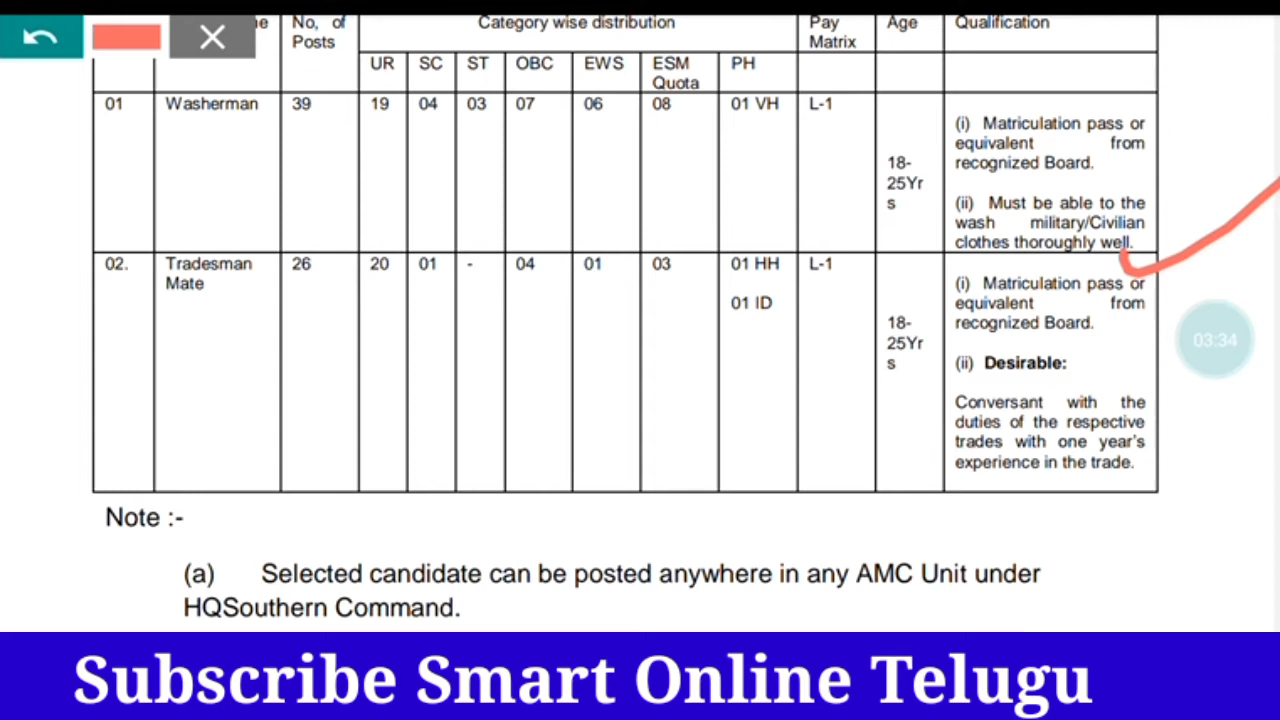 No, of Category wise distribution Pay Age Qualification
Posts Matrix
UR SC ST OBC EWS ESM PH
Quota
01 Washerman 39 19 04 03 07 06 08 01 VH L-1
18-
25Yr
s
(i) Matriculation pass or
equivalent from
recognized Board.
(ii) Must be able to the
wash military/Civilian
clothes thoroughly well.
02. Tradesman 26 20 01 - 04 01 03 01 HH L-1
Mate
01 ID
18-
25Yr
s
(i) Matriculation pass or
equivalent from
recognized Board.
(ii) Desirable:
Conversant with the
duties of the respective
trades with one year's
experience in the trade.
03:34
Note :-
(a) Selected candidate can be posted anywhere in any AMC Unit under
HQSouthern Command.
Subscribe Smart Online Telugu